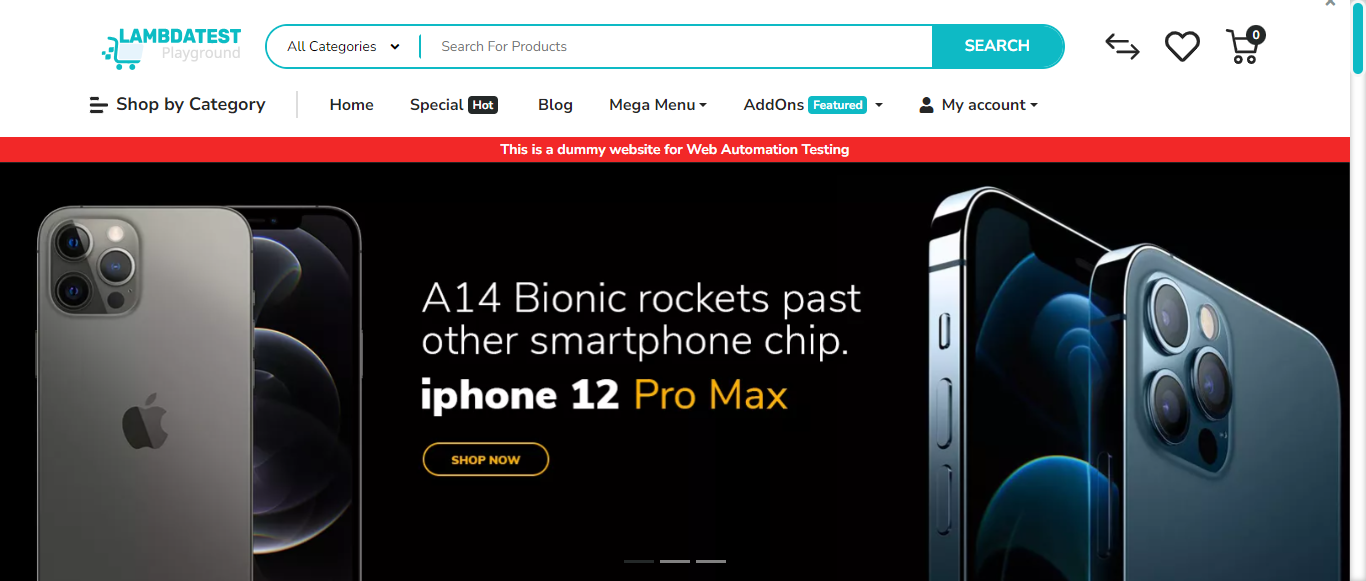 LAMBDATEST
Playground
All Categories
Search For Products
SEARCH
0
Shop by Category
Home
Special Hot
Blog
Mega Menu
AddOns Featured
My account
This is a dummy website for Web Automation Testing
A14 Bionic rockets past
other smartphone chip.
iphone 12 Pro Max
SHOP NOW